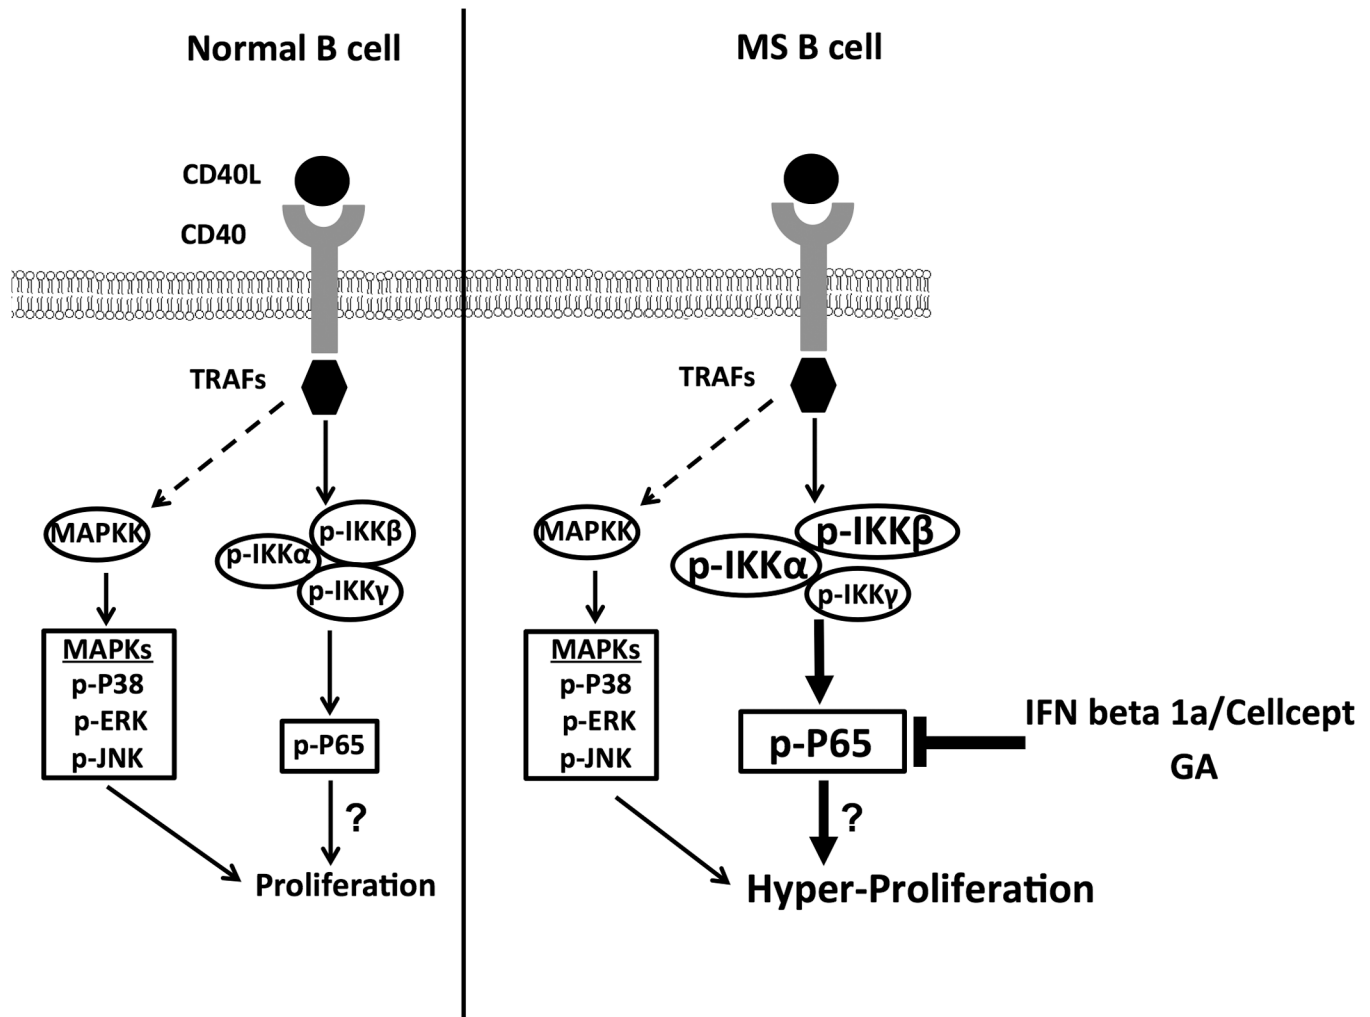 Normal B cell
CD40L
CD40
TRAFs
MAPKK
p-IKKβ
p-IKKα
p-IKKγ
MAPKs
p-P38
p-ERK
p-JNK
p-P65
?
Proliferation
MS B cell
TRAFs
MAPKK
p-IKKβ
p-IKKα
p-IKKγ
MAPKs
p-P38
p-ERK
p-JNK
p-P65
IFN beta 1a/Cellcept
GA
?
Hyper-Proliferation